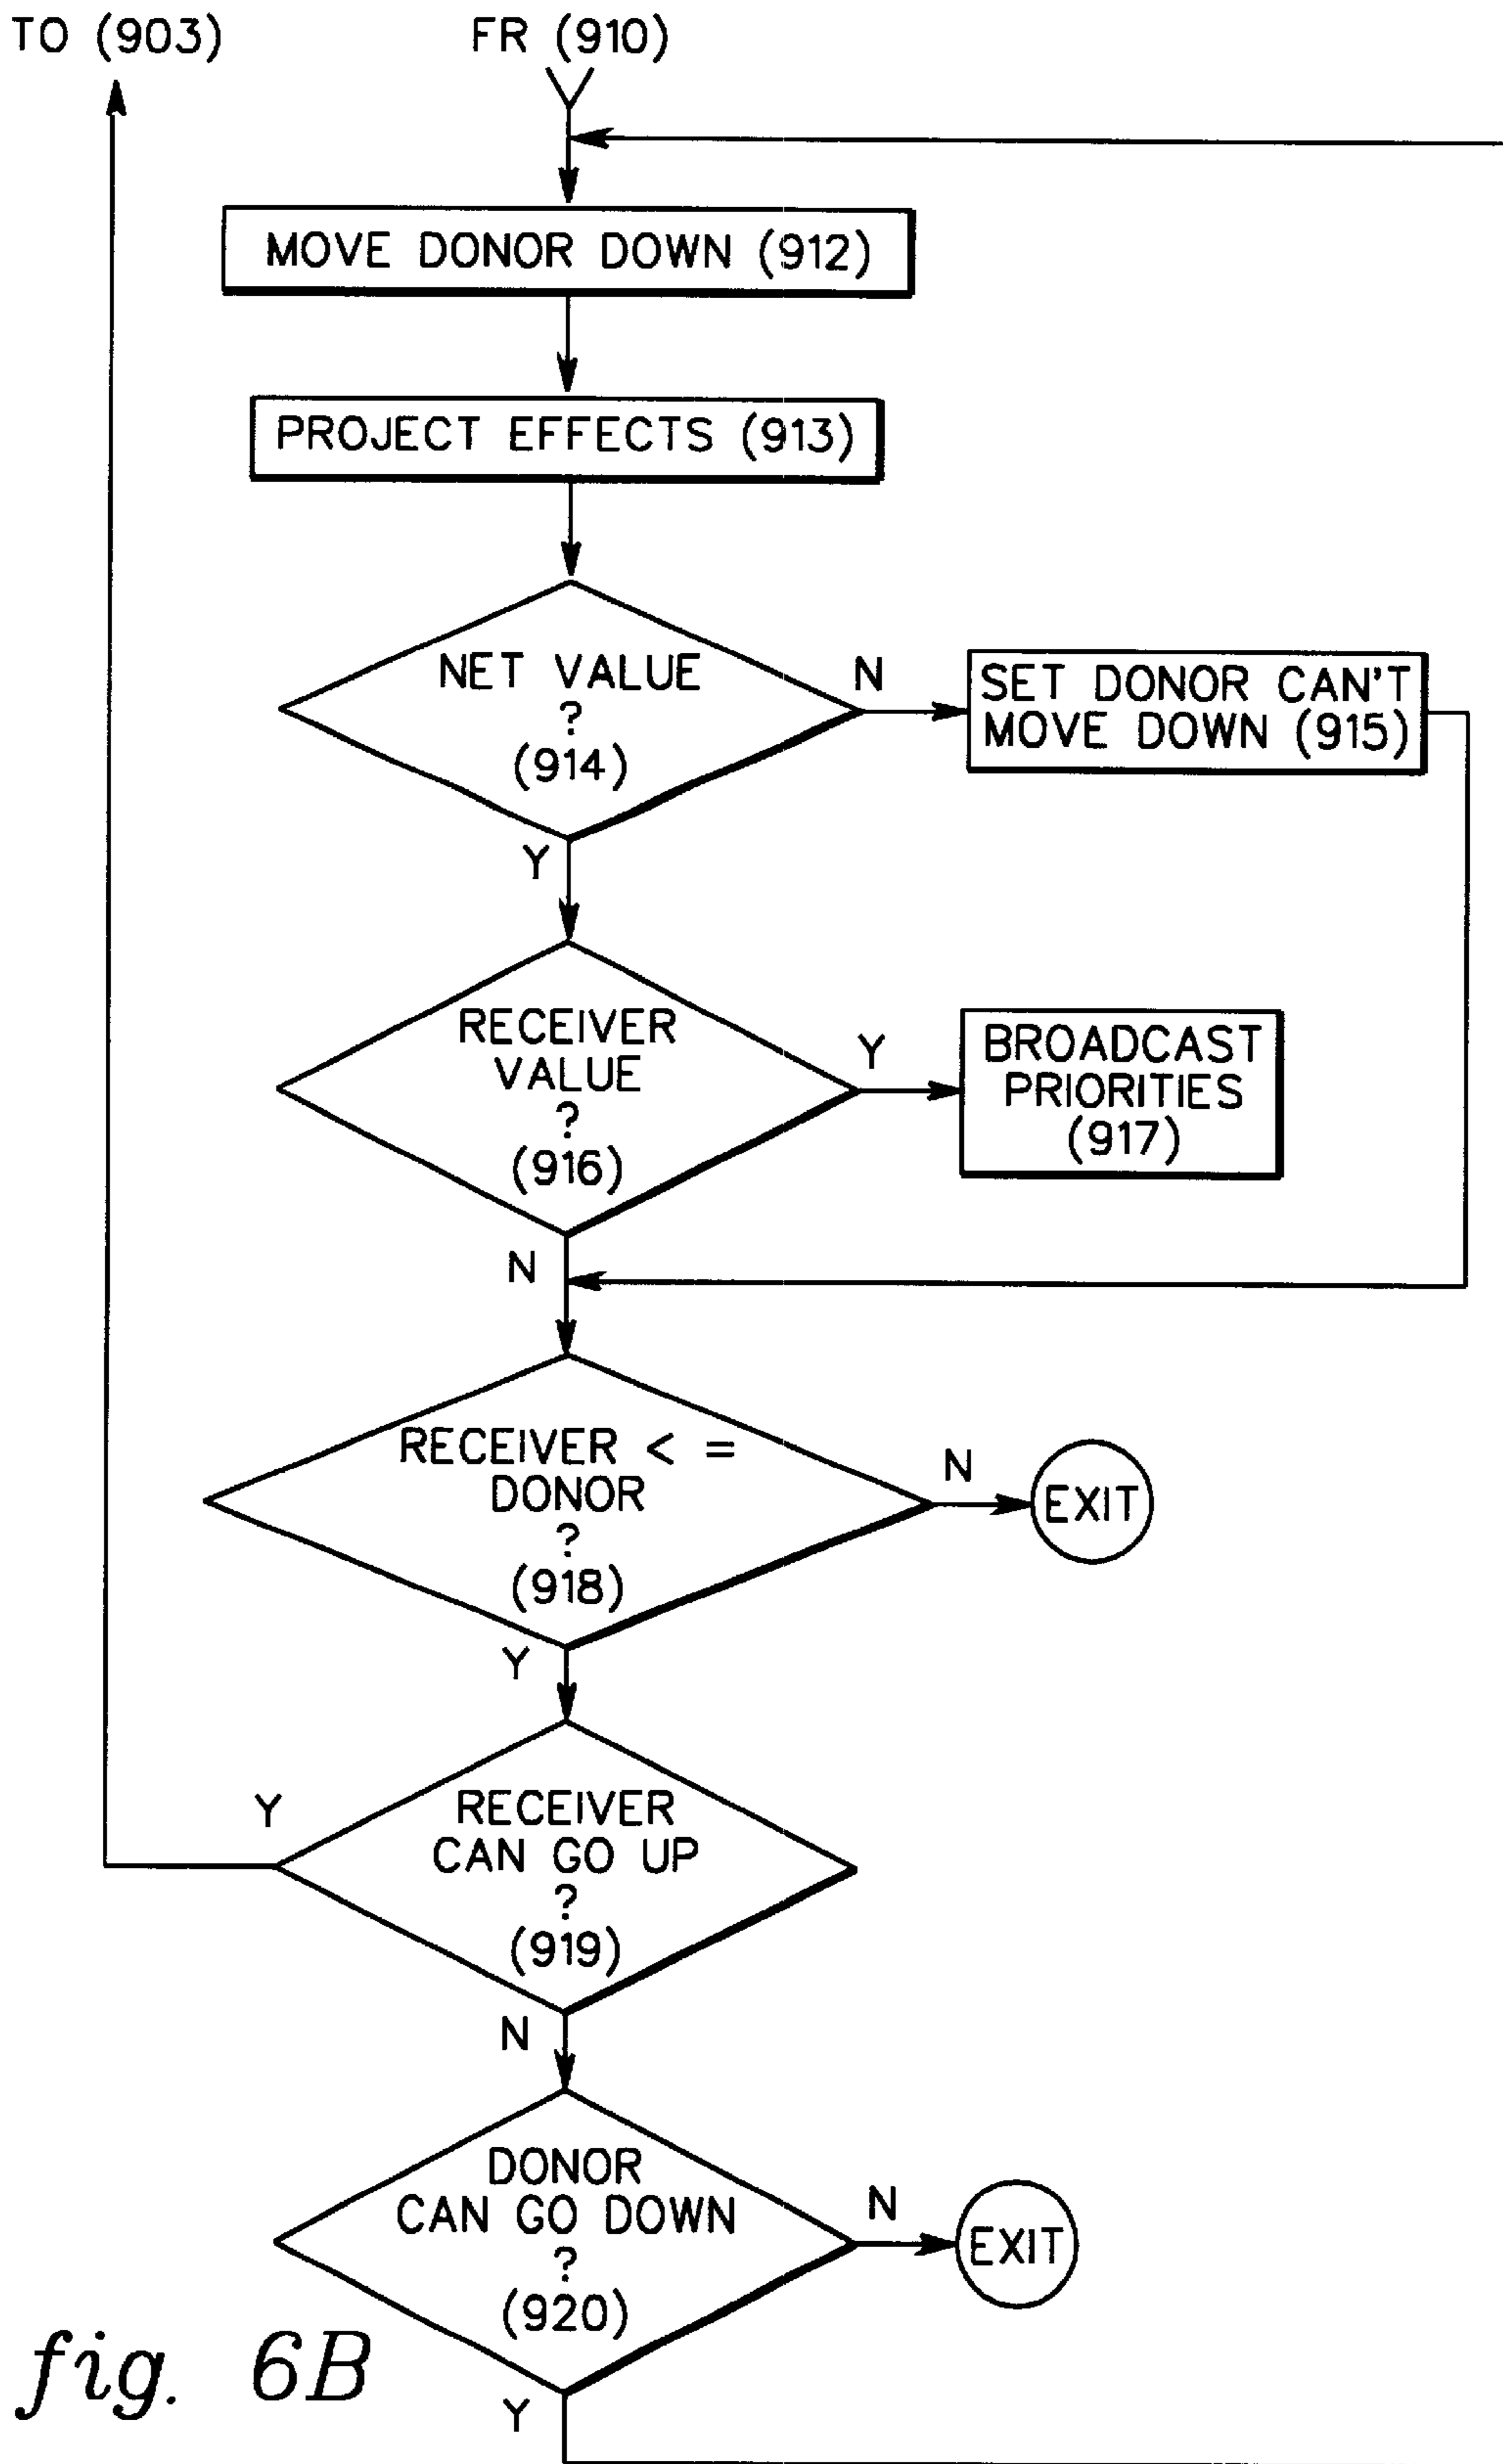 TO (903)
FR (910)
MOVE DONOR DOWN (912)
PROJECT EFFECTS (913)
NET VALUE
?
(914)
N
SET DONOR CAN'T
MOVE DOWN (915)
Y
RECEIVER
VALUE
?
(916)
Y
BROADCAST
PRIORITIES
(917)
N
RECEIVER < =
DONOR
?
(918)
N
EXIT
Y
Y
RECEIVER
CAN GO UP
?
(919)
N
DONOR
CAN GO DOWN
?
(920)
N
EXIT
Y
fig. 6B